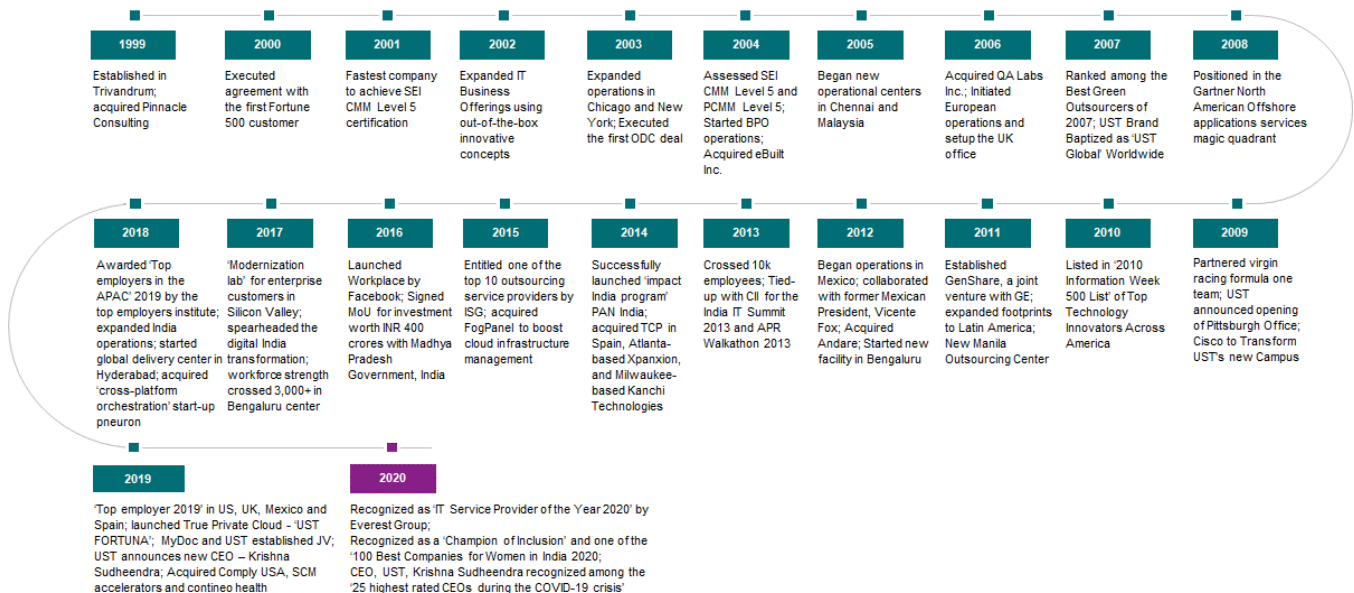 1999
Established in
Trivandrum;
acquired Pinnacle
Consulting
2000
Executed
agreement with
the first Fortune
500 customer
2001
Fastest company
to achieve SEI
CMM Level 5
certification
2002
Expanded IT
Business
Offerings using
out-of-the-box
innovative
concepts
2003
Expanded
operations in
Chicago and New
York; Executed
the first ODC deal
2004
Assessed SEI
CMM Level 5 and
PCMM Level 5;
Started BPO
operations;
Acquired eBuilt
Inc.
2005
Began new
operational centers
in Chennai and
Malaysia
2006
Acquired QA Labs
Inc.; Initiated
European
operations and
setup the UK
office
2007
Ranked among the
Best Green
Outsourcers of
2007; UST Brand
Baptized as ‘UST
Global’ Worldwide
2008
Positioned in the
Gartner North
American Offshore
applications services
magic quadrant
2018
Awarded ‘Top
employers in the
APAC’ 2019 by the
top employers institute;
expanded India
operations; started
global delivery center in
Hyderabad; acquired
‘cross-platform
orchestration’ start-up
pneuron
2017
‘Modernization
lab’ for enterprise
customers in
Silicon Valley;
spearheaded the
digital India
transformation;
workforce strength
crossed 3,000+ in
Bengaluru center
2016
Launched
Workplace by
Facebook; Signed
MoU for investment
worth INR 400
crores with Madhya
Pradesh
Government, India
2015
Entitled one of the
top 10 outsourcing
service providers by
ISG; acquired
FogPanel to boost
cloud infrastructure
management
2014
Successfully
launched ‘impact
India program’
PAN India;
acquired TCP in
Spain, Atlanta-
based Xpanxion,
and Milwaukee-
based Kanchi
Technologies
2013
Crossed 10k
employees; Tied-
up with CII for the
India IT Summit
2013 and APR
Walkathon 2013
2012
Began operations in
Mexico; collaborated
with former Mexican
President, Vicente
Fox; Acquired
Andare; Started new
facility in Bengaluru
2011
Established
GenShare, a joint
venture with GE;
expanded footprints
to Latin America;
New Manila
Outsourcing Center
2010
Listed in ‘2010
Information Week
500 List’ of Top
Technology
Innovators Across
America
2009
Partnered virgin
racing formula one
team; UST
announced opening
of Pittsburgh Office;
Cisco to Transform
UST's new Campus
2019
‘Top employer 2019’ in US, UK, Mexico and
Spain; launched True Private Cloud - ‘UST
FORTUNA’; MyDoc and UST established JV;
UST announces new CEO – Krishna
Sudheendra; Acquired Comply USA, SCM
accelerators and contineo health
2020
Recognized as ‘IT Service Provider of the Year 2020’ by
Everest Group;
Recognized as a ‘Champion of Inclusion’ and one of the
‘100 Best Companies for Women in India 2020;
CEO, UST, Krishna Sudheendra recognized among the
‘25 highest rated CEOs during the COVID-19 crisis’